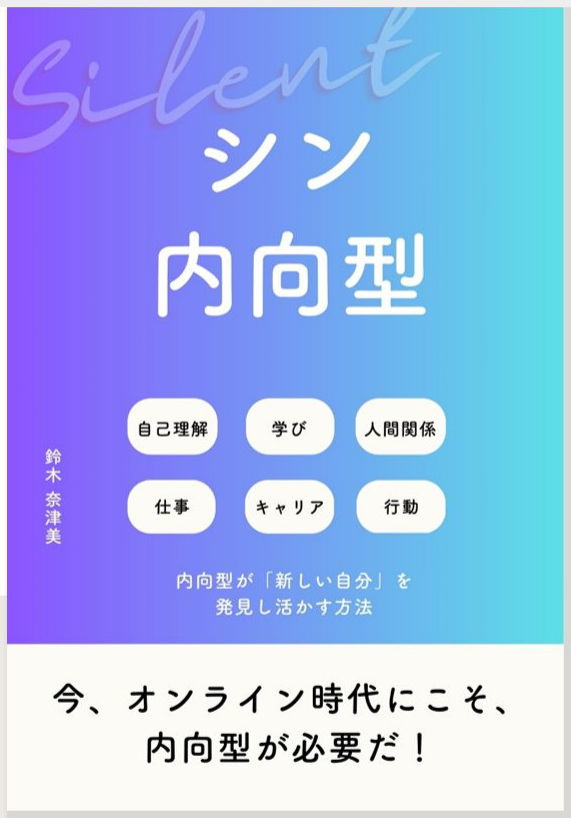 Silent
シン
内向型
自己理解
学び
人間関係
仕事
キャリア
行動
鈴木 奈津美
内向型が「新しい自分」を
発見し活かす方法
今、オンライン時代にこそ、
内向型が必要だ！